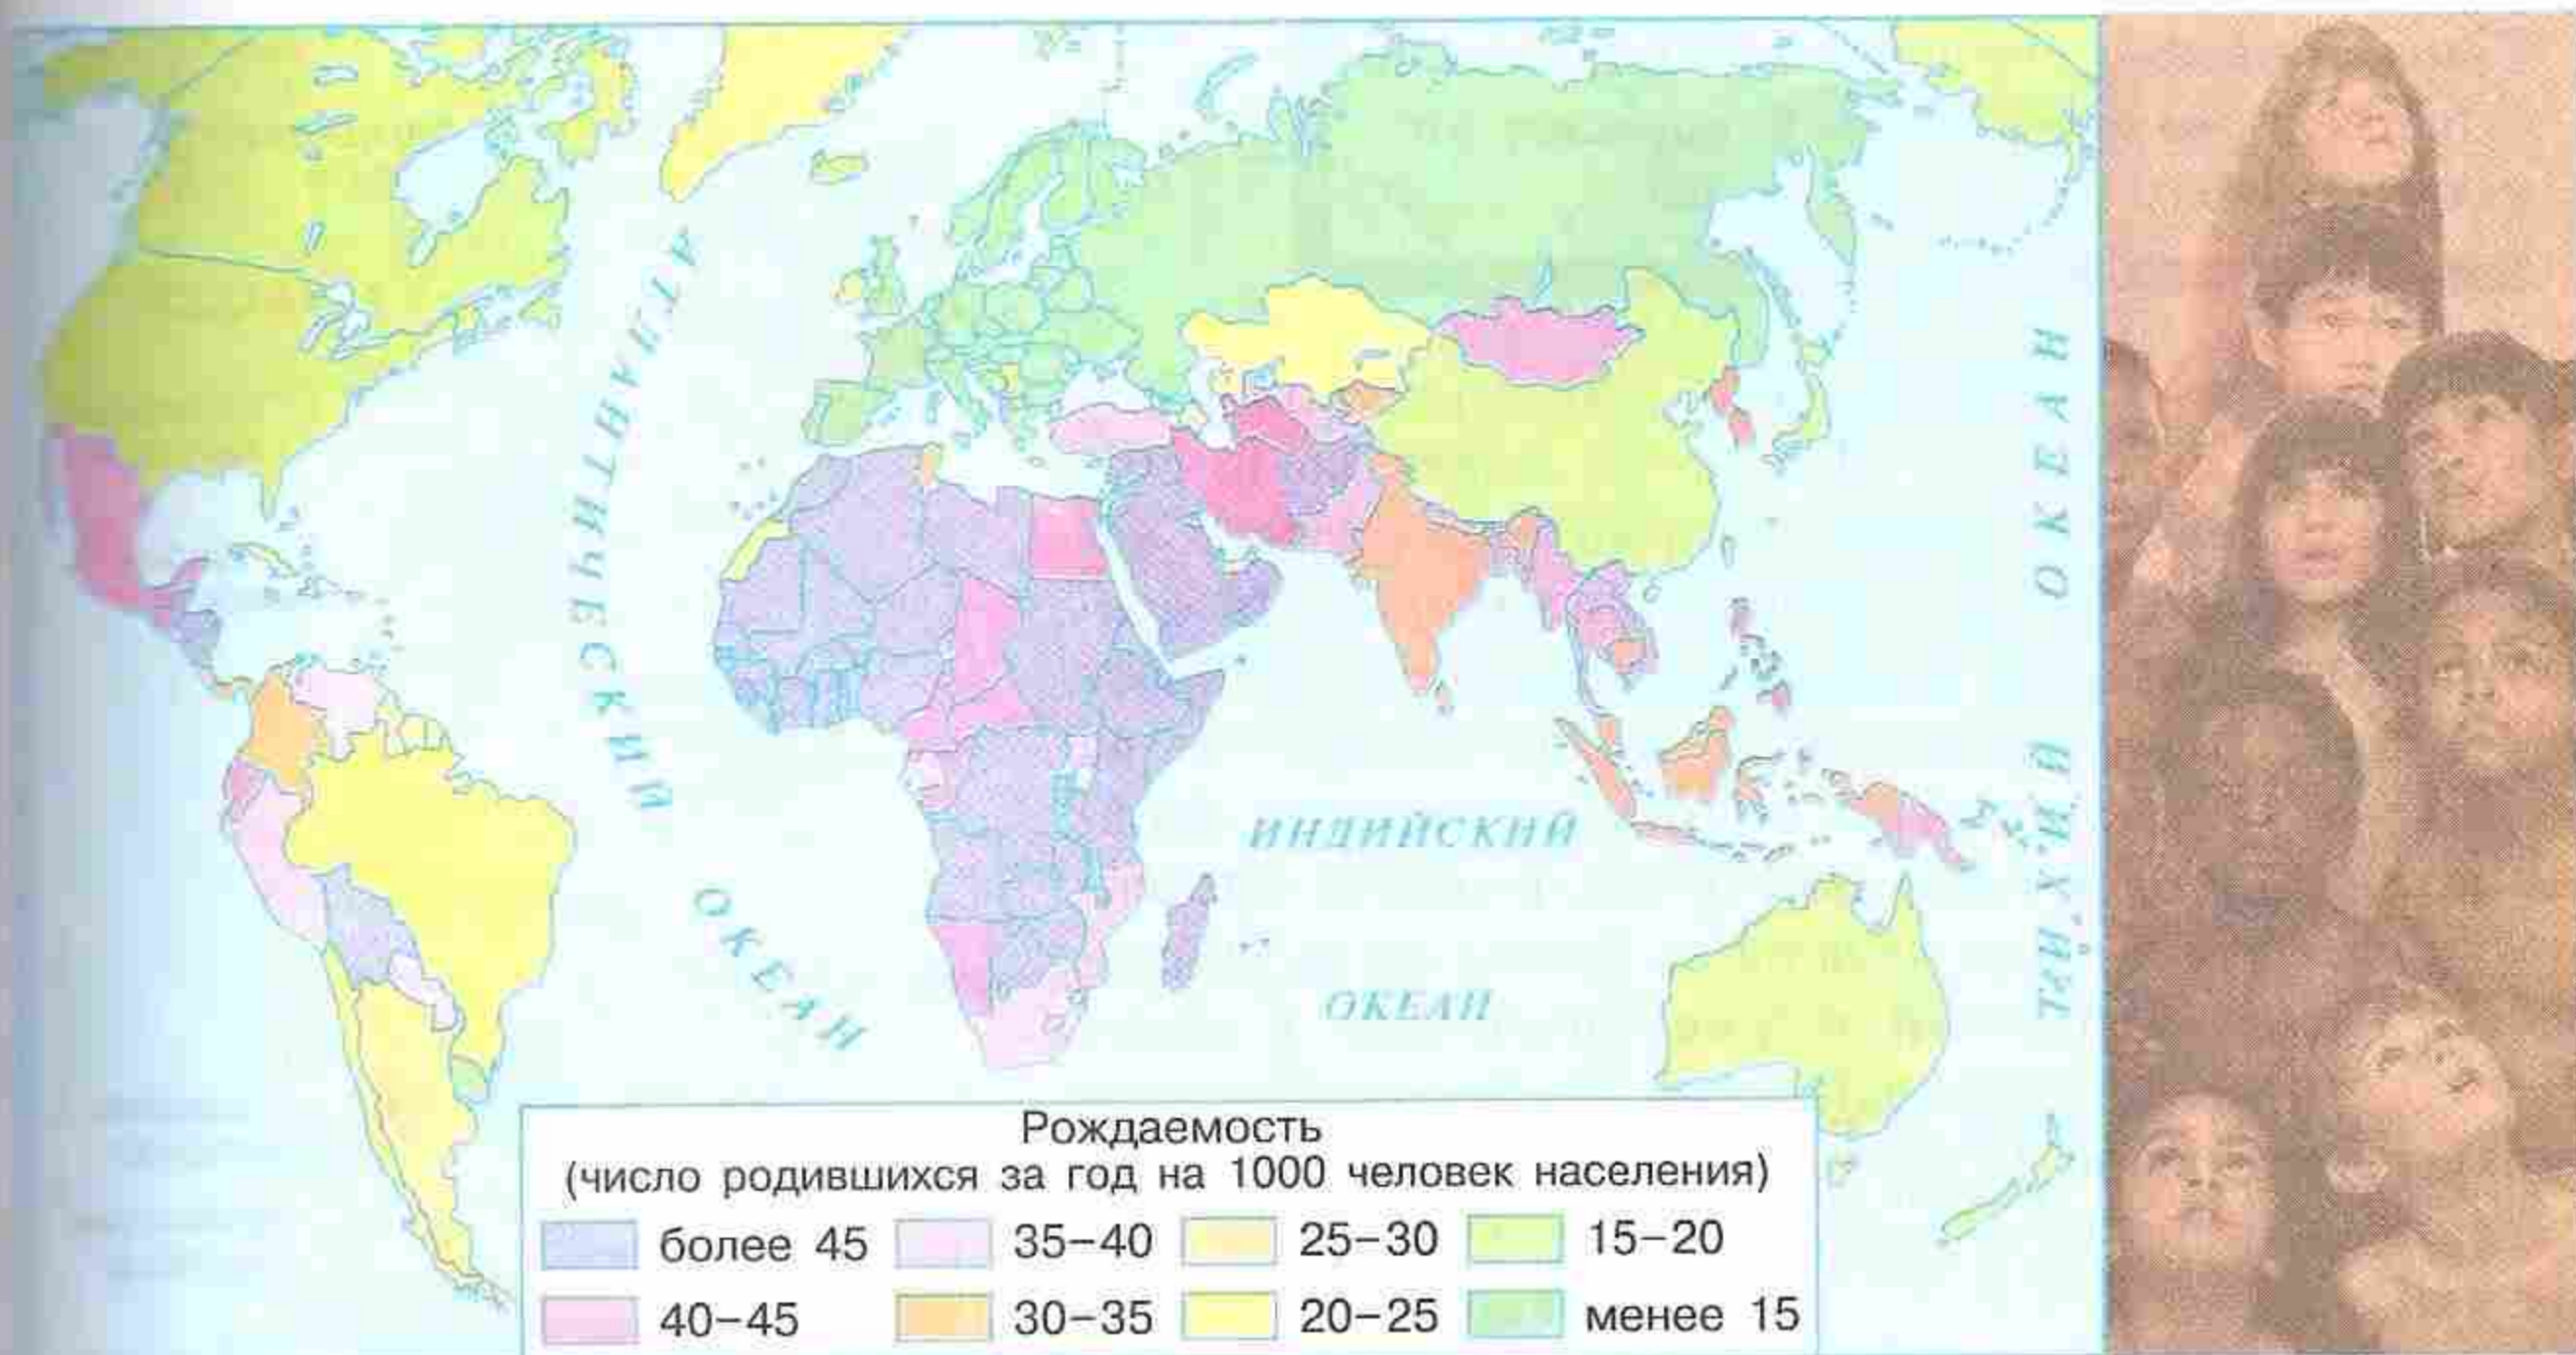 АТЛАНТИЧЕСКИЙ
ОКЕАН
ИНДИЙСКИЙ
ОКЕАН
ТИХИЙ ОКЕАН
Рождаемость
(число родившихся за год на 1000 человек населения)
более 45 35–40 25–30 15–20
40–45 30–35 20–25 менее 15